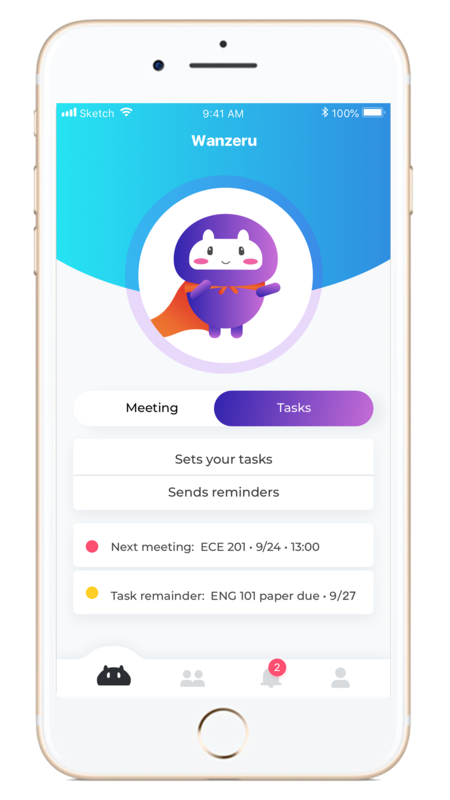 Sketch 9:41 AM 100%
Wanzeru
Meeting Tasks
Sets your tasks
Sends reminders
Next meeting: ECE 201 • 9/24 • 13:00
Task remainder: ENG 101 paper due • 9/27
2